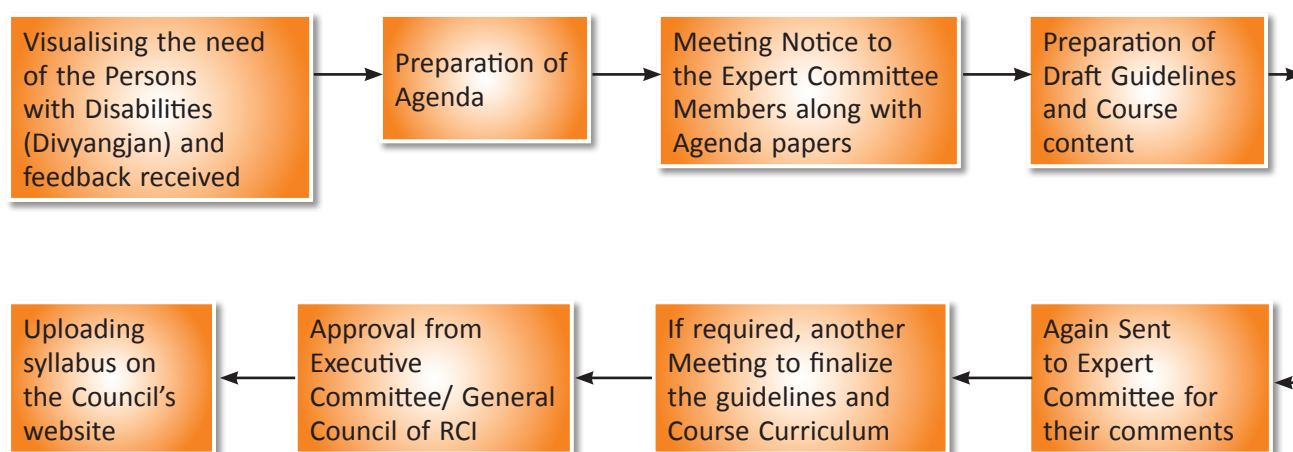 Visualising the need
of the Persons
with Disabilities
(Divyangjan) and
feedback received
Preparation of
Agenda
Meeting Notice to
the Expert Committee
Members along with
Agenda papers
Preparation of
Draft Guidelines
and Course
content
Again Sent
to Expert
Committee for
their comments
If required, another
Meeting to finalize
the guidelines and
Course Curriculum
Approval from
Executive
Committee/ General
Council of RCI
Uploading
syllabus on
the Council's
website